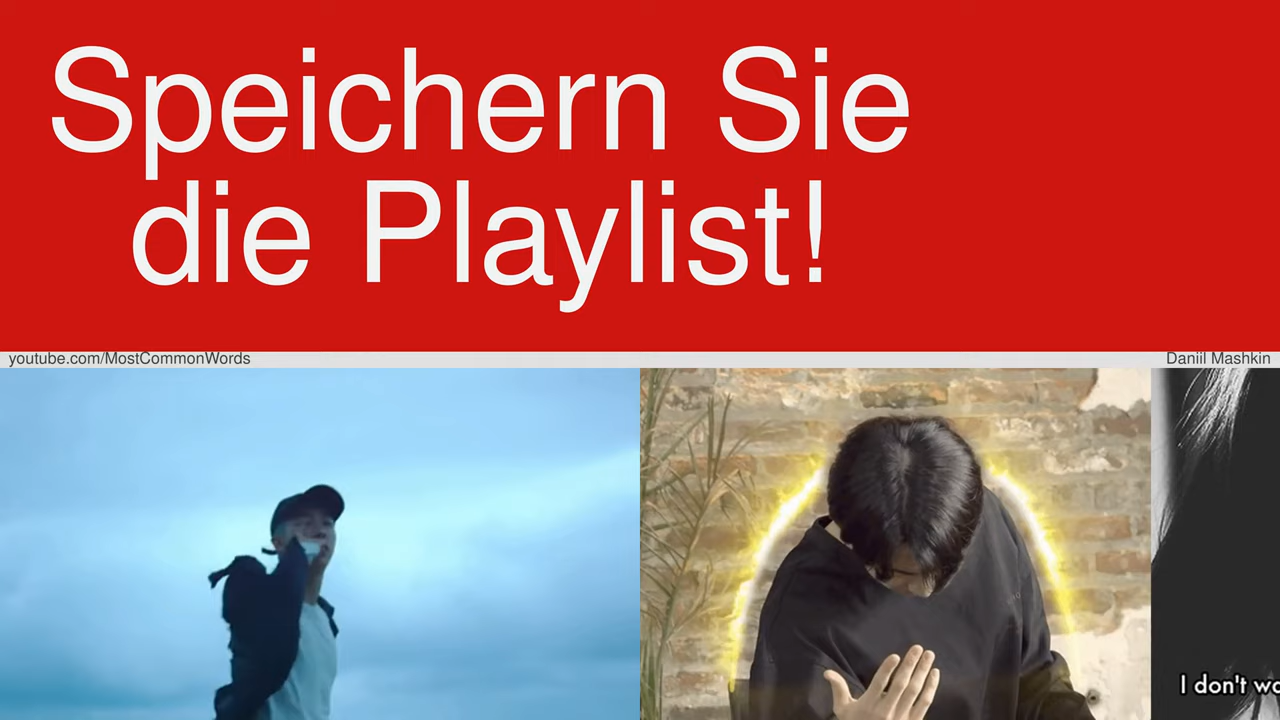 Speichern Sie
die Playlist!
youtube.com/MostCommonWords
Daniil Mashkin
I don't